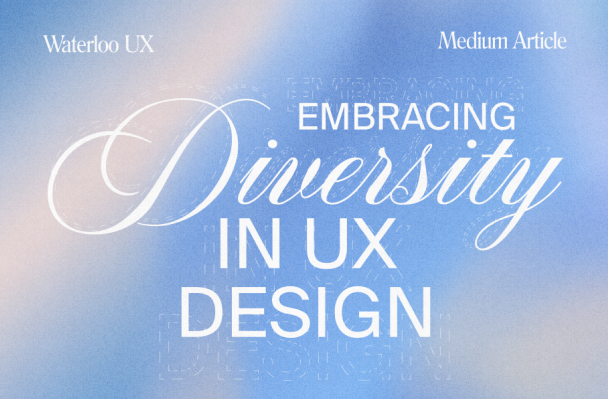 Waterloo UX
Medium Article
EMBRACING
Diversity
IN UX
DESIGN